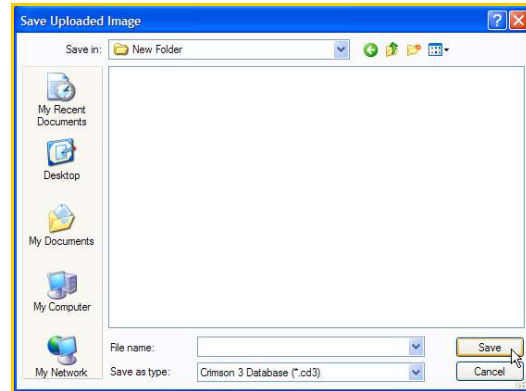 Save Uploaded Image
Save in: New Folder
My Recent
Documents
Desktop
My Documents
My Computer
My Network
File name: Save
Save as type: Crimson 3 Database (*.cd3) Cancel